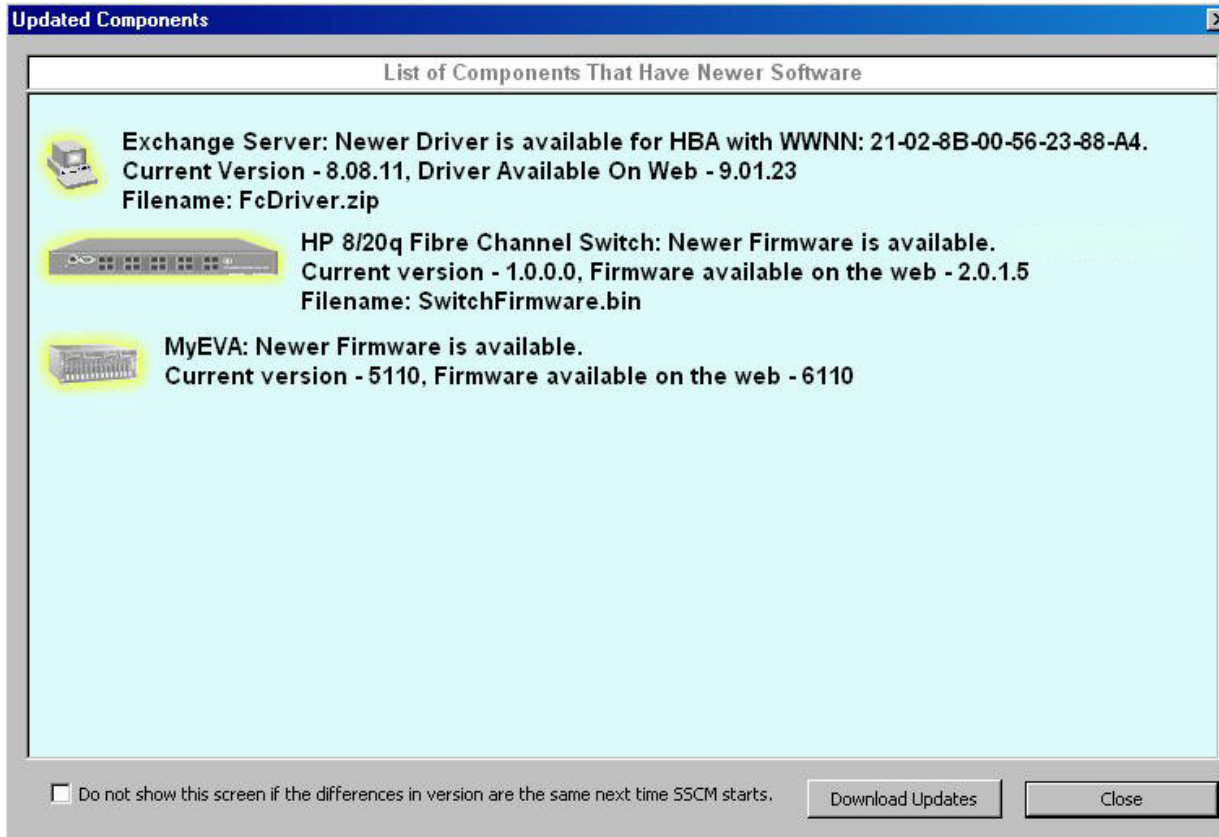 Updated Components
List of Components That Have Newer Software
Exchange Server: Newer Driver is available for HBA with WWNN: 21-02-8B-00-56-23-88-A4.
Current Version - 8.08.11, Driver Available On Web - 9.01.23
Filename: FcDriver.zip
HP 8/20q Fibre Channel Switch: Newer Firmware is available.
Current version - 1.0.0.0, Firmware available on the web - 2.0.1.5
Filename: SwitchFirmware.bin
MyEVA: Newer Firmware is available.
Current version - 5110, Firmware available on the web - 6110
Do not show this screen if the differences in version are the same next time SSCM starts.
Download Updates
Close